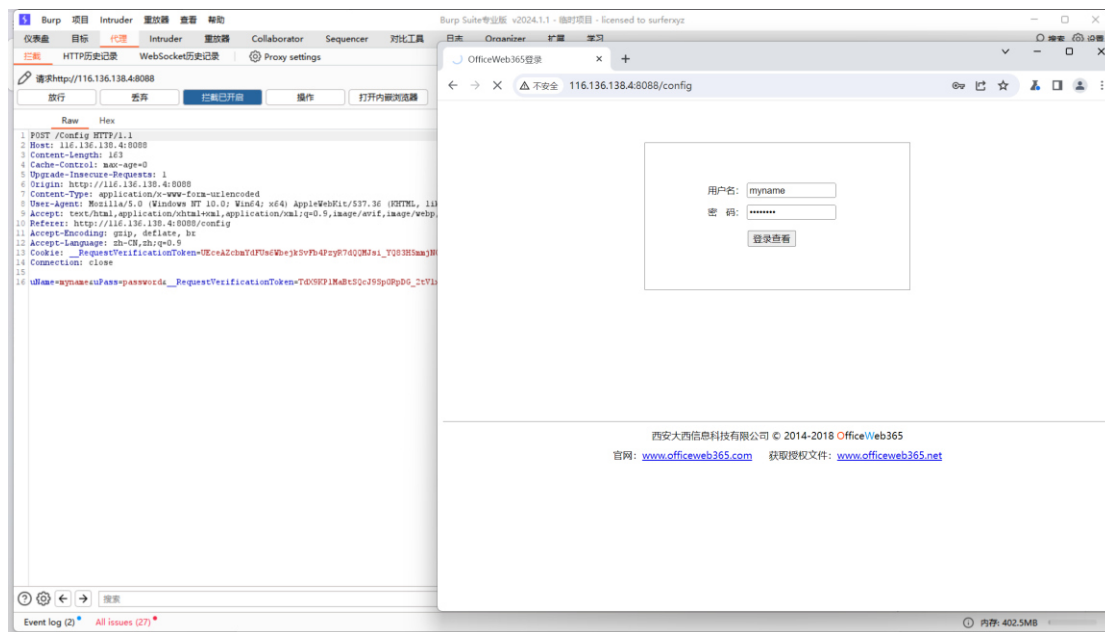 Burp 项目 Intruder 重放器 查看 帮助
Burp Suite专业版 v2024.1.1 - 临时项目 - licensed to surferxyz
仪表盘 目标 代理 Intruder 重放器 Collaborator Sequencer 对比工具 日志 Organizer 扩展 学习 搜索 设置
拦截 HTTP历史记录 WebSocket历史记录 Proxy settings
请求http://116.136.138.4:8088
放行 丢弃 拦截已开启 操作 打开内嵌浏览器
Raw Hex
1 POST /Config HTTP/1.1
2 Host: 116.136.138.4:8088
3 Content-Length: 163
4 Cache-Control: max-age=0
5 Upgrade-Insecure-Requests: 1
6 Origin: http://116.136.138.4:8088
7 Content-Type: application/x-www-form-urlencoded
8 User-Agent: Mozilla/5.0 (Windows NT 10.0; Win64; x64) AppleWebKit/537.36 (KHTML, li
9 Accept: text/html,application/xhtml+xml,application/xml;q=0.9,image/avif,image/webp,
10 Referer: http://116.136.138.4:8088/config
11 Accept-Encoding: gzip, deflate, br
12 Accept-Language: zh-CN,zh;q=0.9
13 Cookie: __RequestVerificationToken=
14 Connection: close
15
16 uName=myname&uPass=password&__RequestVerificationToken=
搜索
Event log (2) All issues (27)
内存: 402.5MB
OfficeWeb365登录
不安全 116.136.138.4:8088/config
用户名: myname
密 码: ••••••••
登录查看
西安大西信息科技有限公司 © 2014-2018 OfficeWeb365
官网: www.officeweb365.com 获取授权文件: www.officeweb365.net